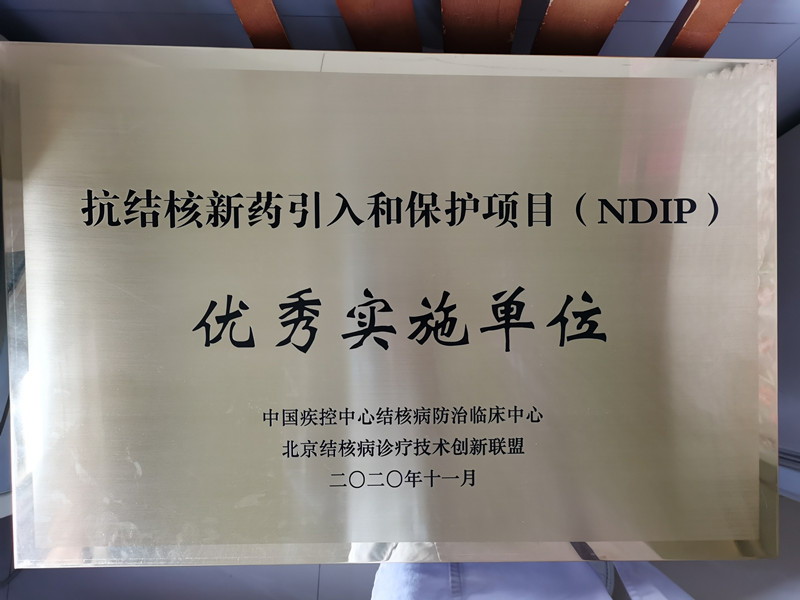 抗结核新药引入和保护项目（NDIP）
优秀实施单位
中国疾控中心结核病防治临床中心
北京结核病诊疗技术创新联盟
二〇二〇年十一月